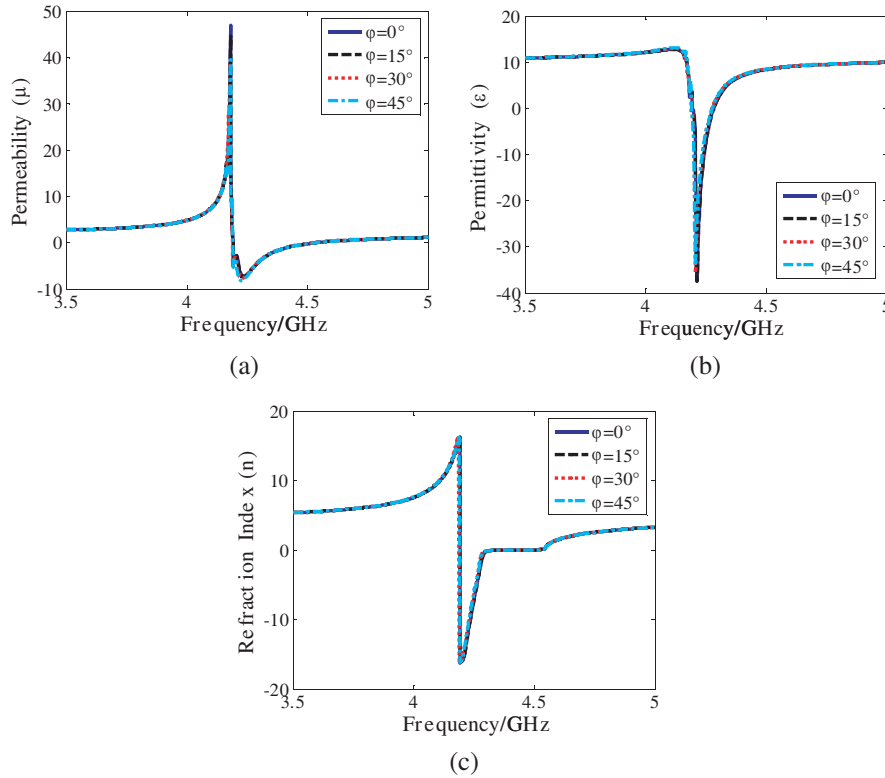 50
40
30
20
10
0
-10
3.5
4
4.5
5
Permeability (μ)
Frequency/GHz
φ=0°
φ=15°
φ=30°
φ=45°
(a)
20
10
0
-10
-20
-30
-40
3.5
4
4.5
5
Permittivity (ε)
Frequency/GHz
φ=0°
φ=15°
φ=30°
φ=45°
(b)
20
10
0
-10
-20
3.5
4
4.5
5
Refraction Index (n)
Frequency/GHz
φ=0°
φ=15°
φ=30°
φ=45°
(c)